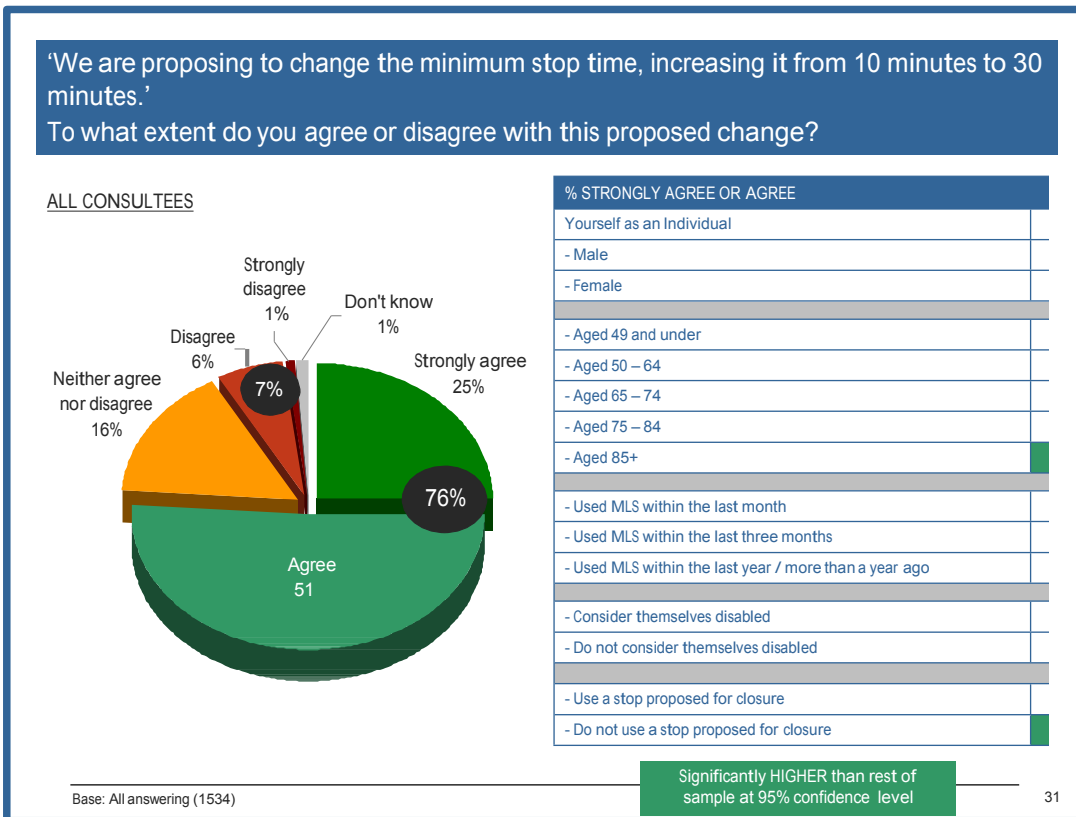 ‘We are proposing to change the minimum stop time, increasing it from 10 minutes to 30
minutes.’
To what extent do you agree or disagree with this proposed change?
ALL CONSULTEES
Strongly
disagree
1%
Don't know
1%
Disagree
6%
Strongly agree
25%
Neither agree
nor disagree
16%
7%
76%
Agree
51
% STRONGLY AGREE OR AGREE
Yourself as an Individual
- Male
- Female
- Aged 49 and under
- Aged 50 – 64
- Aged 65 – 74
- Aged 75 – 84
- Aged 85+
- Used MLS within the last month
- Used MLS within the last three months
- Used MLS within the last year / more than a year ago
- Consider themselves disabled
- Do not consider themselves disabled
- Use a stop proposed for closure
- Do not use a stop proposed for closure
Significantly HIGHER than rest of
sample at 95% confidence level
Base: All answering (1534)
31